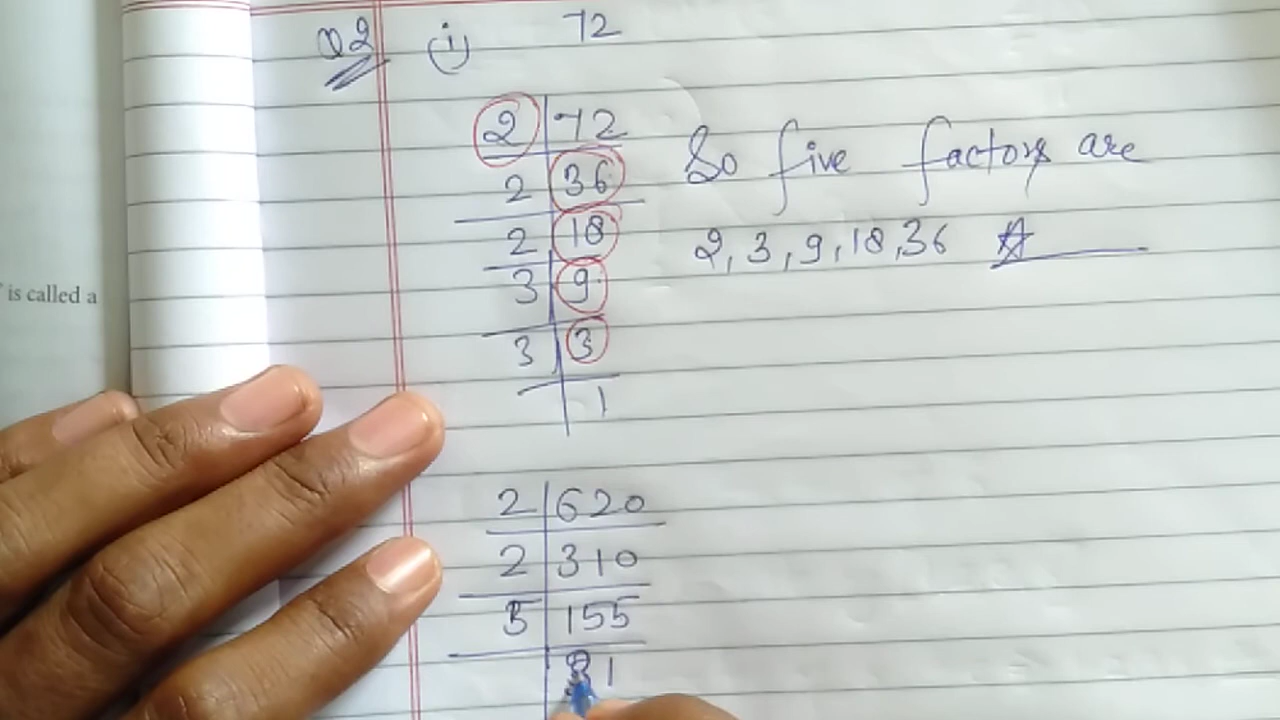 Q2 (i) 72
2 72
So five factors are
2 36
2 18
2, 3, 9, 18, 36
3 9
is called a
3 3
1
2 620
2 310
5 155
31